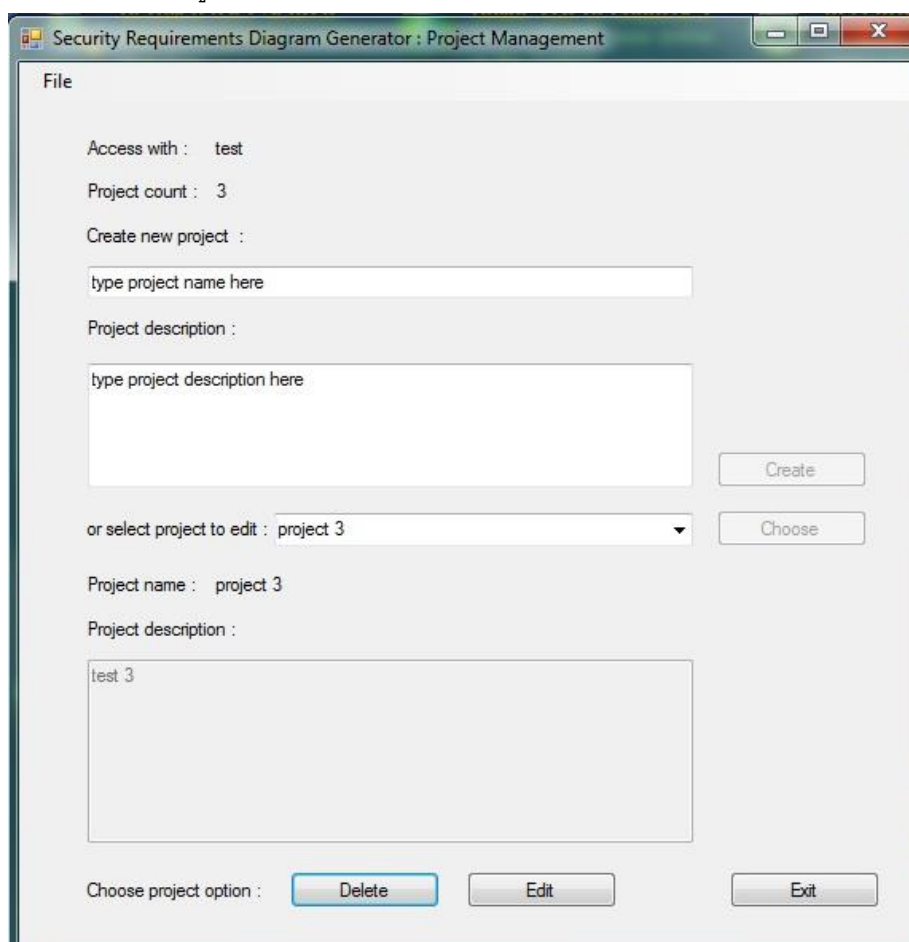 Security Requirements Diagram Generator : Project Management
File
Access with : test
Project count : 3
Create new project :
type project name here
Project description :
type project description here
Create
or select project to edit : project 3
Choose
Project name : project 3
Project description :
test 3
Choose project option : Delete Edit Exit